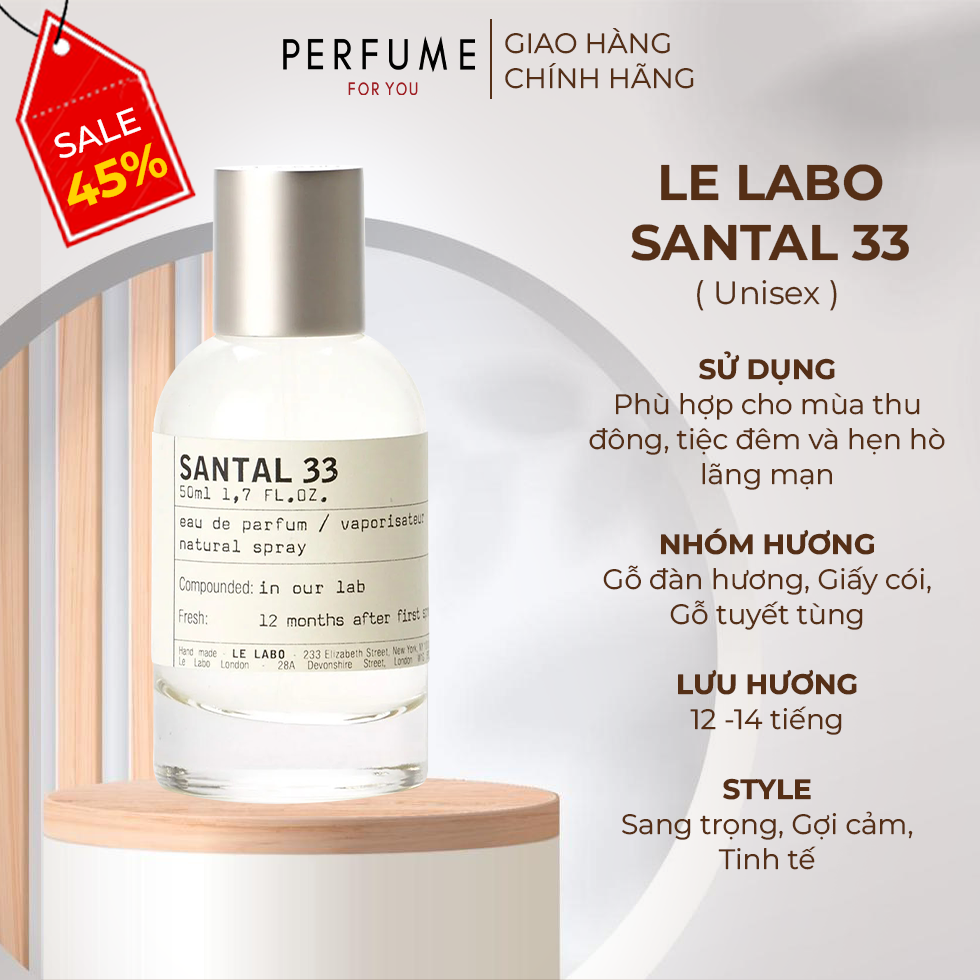 SALE
45%
PERFUME
FOR YOU
GIAO HÀNG
CHÍNH HÃNG
LE LABO
SANTAL 33
( Unisex )
SỬ DỤNG
Phù hợp cho mùa thu
đông, tiệc đêm và hẹn hò
lãng mạn
NHÓM HƯƠNG
Gỗ đàn hương, Giấy cói,
Gỗ tuyết tùng
LƯU HƯƠNG
12 -14 tiếng
STYLE
Sang trọng, Gợi cảm,
Tinh tế
SANTAL 33
50ml 1,7 FL.OZ.
eau de parfum / vaporisateur
natural spray
Compounded: in our lab
Fresh: 12 months after first
Hand made - LE LABO - 233 Elizabeth Street, New York,
Le Labo London - 28A Devonshire Street, London